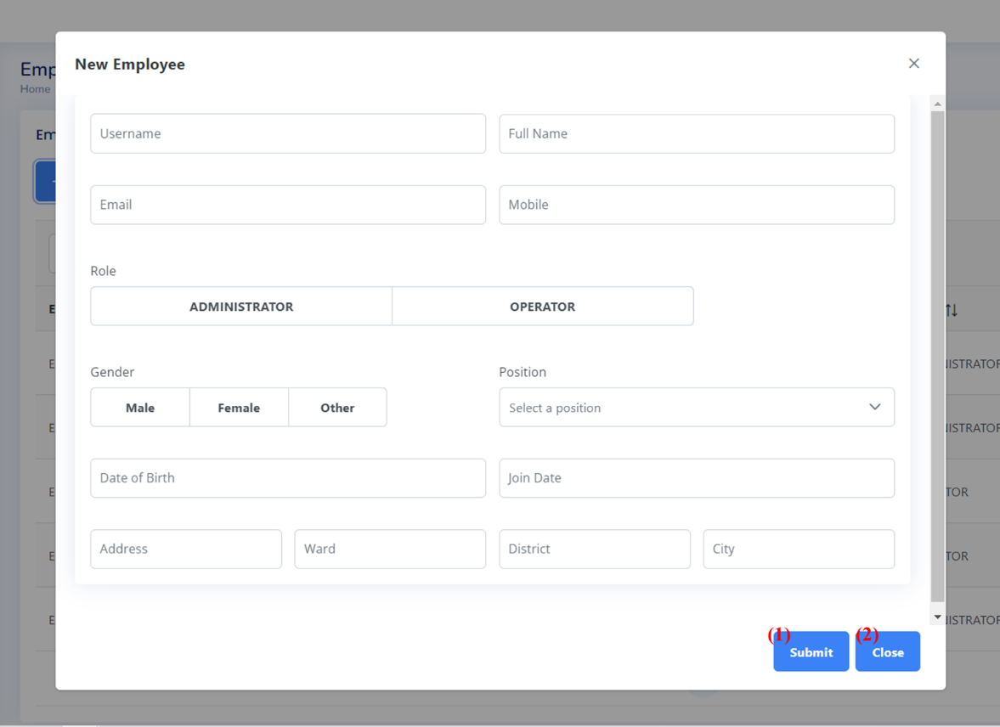 New Employee
Emp
Home
Em
Username
Full Name
Email
Mobile
Role
ADMINISTRATOR
OPERATOR
E
Gender
Position
E
ISTRATOR
Male
Female
Other
Select a position
E
ISTRATOR
Date of Birth
Join Date
E
TOR
Address
Ward
District
City
E
TOR
E
ISTRATOR
(1)
(2)
Submit
Close